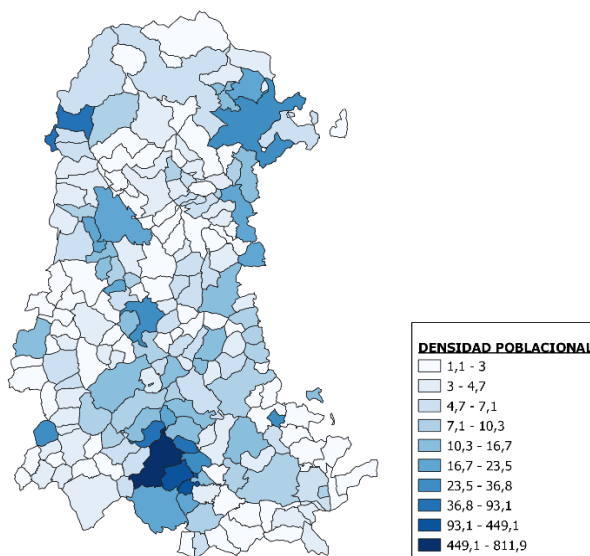 DENSIDAD POBLACIONAL
1,1 - 3
3 - 4,7
4,7 - 7,1
7,1 - 10,3
10,3 - 16,7
16,7 - 23,5
23,5 - 36,8
36,8 - 93,1
93,1 - 449,1
449,1 - 811,9